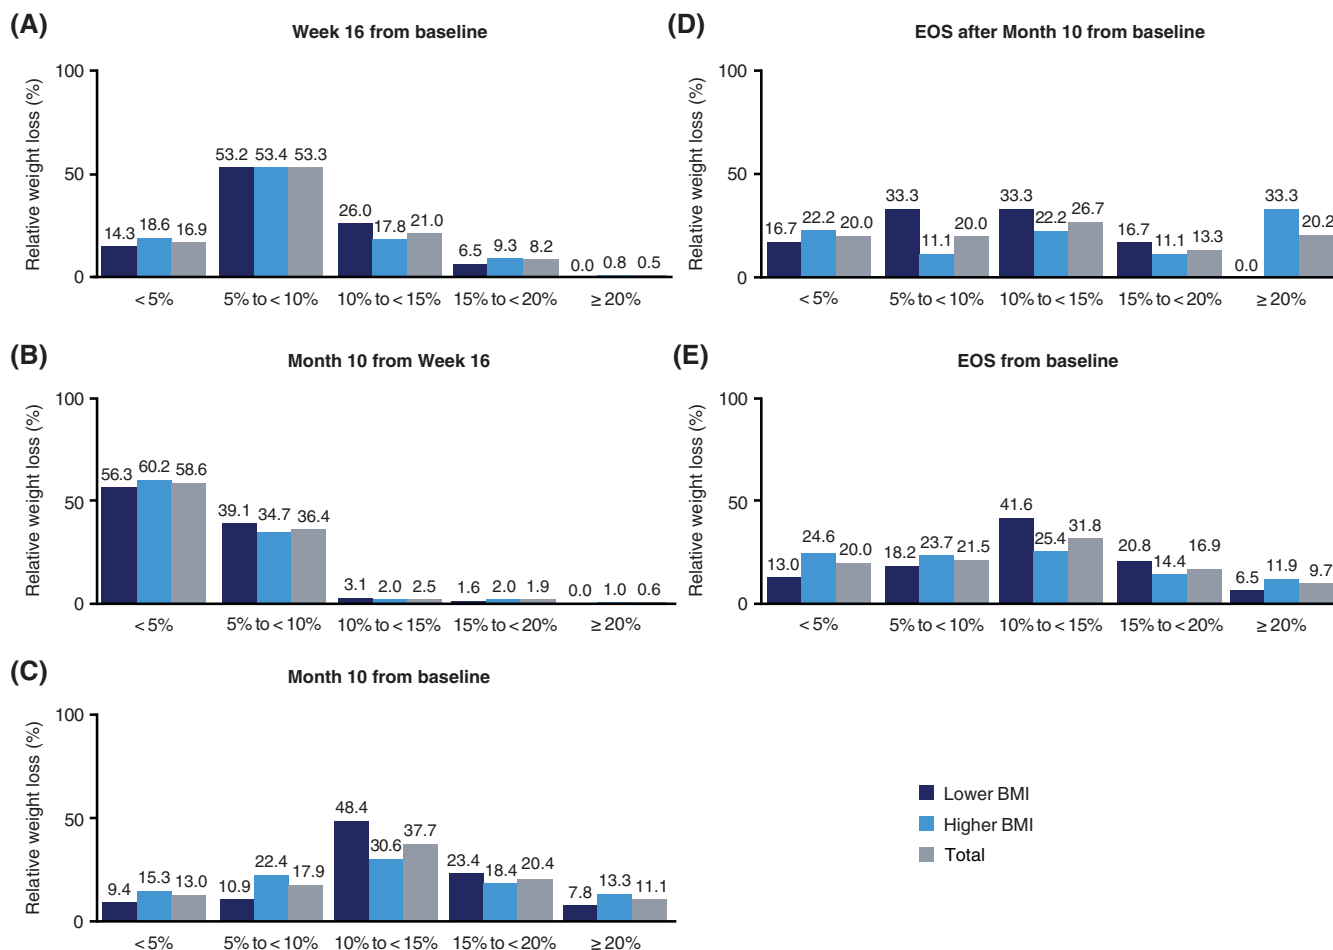 (A)
Week 16 from baseline
Relative weight loss (%)
100
50
0
14.3 18.6 16.9
53.2 53.4 53.3
26.0 17.8 21.0
6.5 9.3 8.2
0.0 0.8 0.5
< 5% 5% to < 10% 10% to < 15% 15% to < 20% ≥ 20%
(B)
Month 10 from Week 16
Relative weight loss (%)
100
50
0
56.3 60.2 58.6
39.1 34.7 36.4
3.1 2.0 2.5
1.6 2.0 1.9
0.0 1.0 0.6
< 5% 5% to < 10% 10% to < 15% 15% to < 20% ≥ 20%
(C)
Month 10 from baseline
Relative weight loss (%)
100
50
0
9.4 15.3 13.0
10.9 22.4 17.9
48.4 30.6 37.7
23.4 18.4 20.4
7.8 13.3 11.1
< 5% 5% to < 10% 10% to < 15% 15% to < 20% ≥ 20%
(D)
EOS after Month 10 from baseline
Relative weight loss (%)
100
50
0
16.7 22.2 20.0
33.3 11.1 20.0
33.3 22.2 26.7
16.7 11.1 13.3
0.0 33.3 20.2
< 5% 5% to < 10% 10% to < 15% 15% to < 20% ≥ 20%
(E)
EOS from baseline
Relative weight loss (%)
100
50
0
13.0 24.6 20.0
18.2 23.7 21.5
41.6 25.4 31.8
20.8 14.4 16.9
6.5 11.9 9.7
< 5% 5% to < 10% 10% to < 15% 15% to < 20% ≥ 20%
Lower BMI
Higher BMI
Total